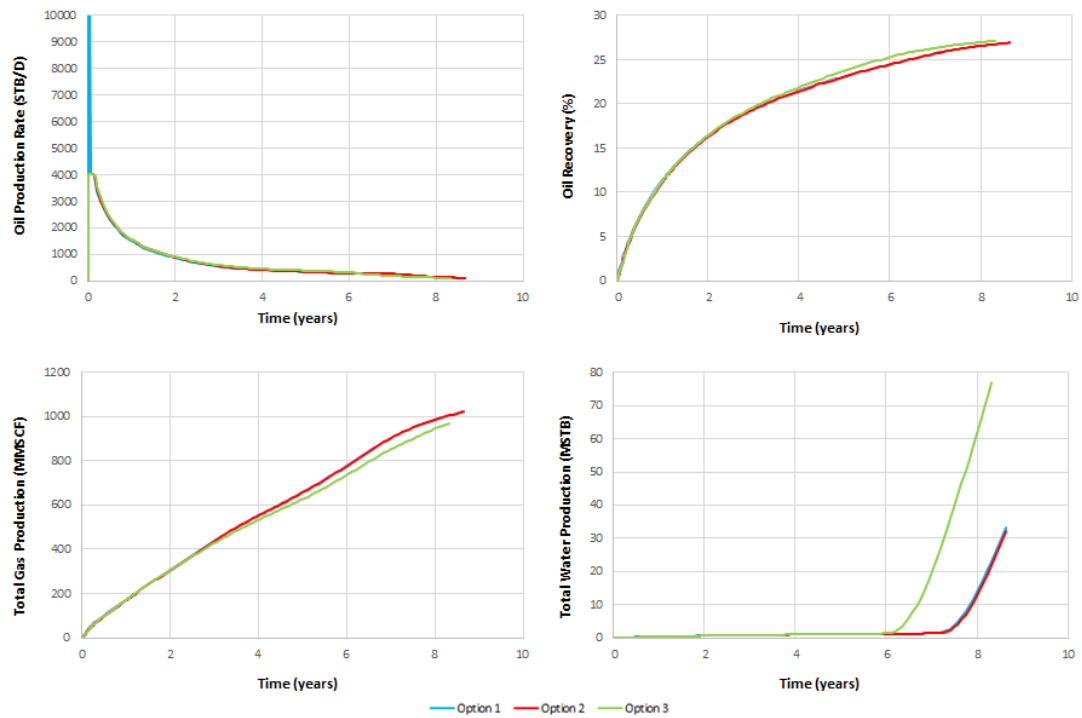 10000
9000
8000
7000
6000
5000
4000
3000
2000
1000
0
Oil Production Rate (STB/D)
0 2 4 6 8 10
Time (years)
30
25
20
15
10
5
0
Oil Recovery (%)
0 2 4 6 8 10
Time (years)
1200
1000
800
600
400
200
0
Total Gas Production (MMSCF)
0 2 4 6 8 10
Time (years)
80
70
60
50
40
30
20
10
0
Total Water Production (MSTB)
0 2 4 6 8 10
Time (years)
Option 1 Option 2 Option 3